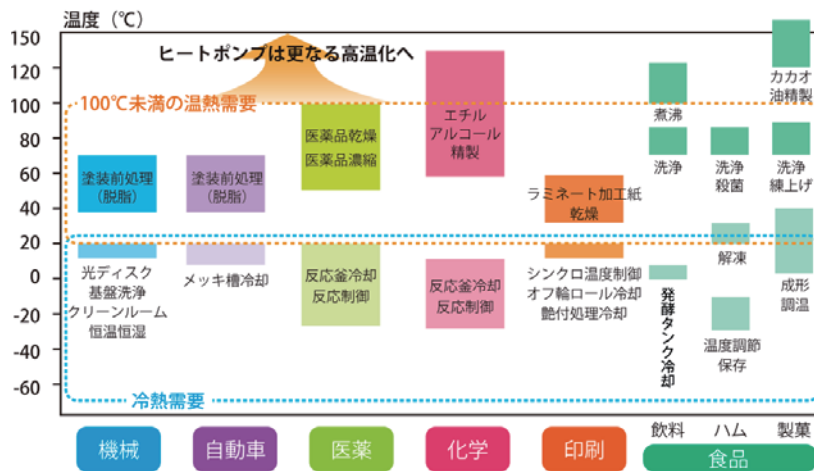 温度（℃）
150
120
100
80
60
40
20
0
-20
-40
-60
ヒートポンプは更なる高温化へ
100℃未満の温熱需要
塗装前処理
（脱脂）
塗装前処理
（脱脂）
医薬品乾燥
医薬品濃縮
エチル
アルコール
精製
ラミネート加工紙
乾燥
煮沸
洗浄
洗浄
殺菌
カカオ
油精製
洗浄
練上げ
光ディスク
基盤洗浄
クリーンルーム
恒温恒湿
メッキ槽冷却
反応釜冷却
反応制御
反応釜冷却
反応制御
シンクロ温度制御
オフ輪ロール冷却
艶付処理冷却
発酵タンク冷却
解凍
温度調節
保存
成形
調温
冷熱需要
機械
自動車
医薬
化学
印刷
飲料
ハム
製菓
食品